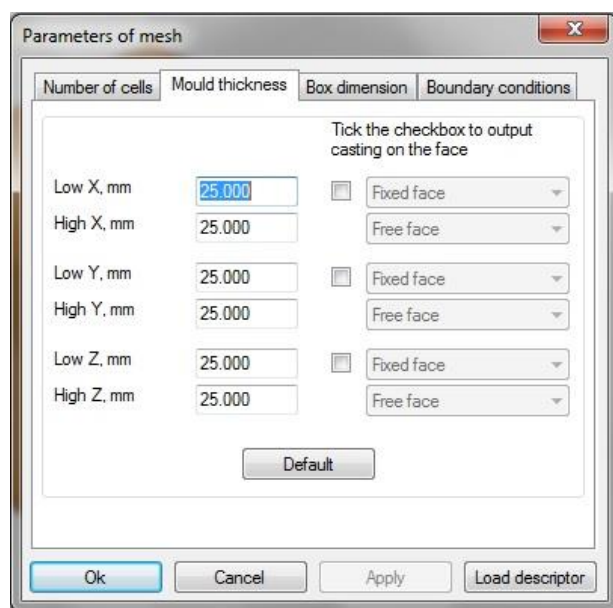 Parameters of mesh
Number of cells
Mould thickness
Box dimension
Boundary conditions
Tick the checkbox to output
casting on the face
Low X, mm
25.000
Fixed face
High X, mm
25.000
Free face
Low Y, mm
25.000
Fixed face
High Y, mm
25.000
Free face
Low Z, mm
25.000
Fixed face
High Z, mm
25.000
Free face
Default
Ok
Cancel
Apply
Load descriptor